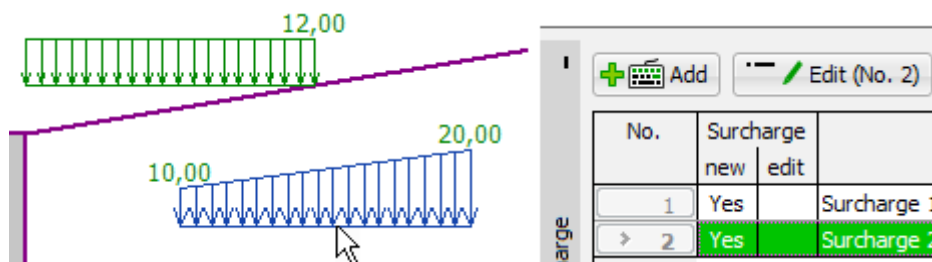 12,00
10,00
20,00
Add
Edit (No. 2)
No.
Surcharge
new
edit
1
Yes
Surcharge 1
2
Yes
Surcharge 2
arge